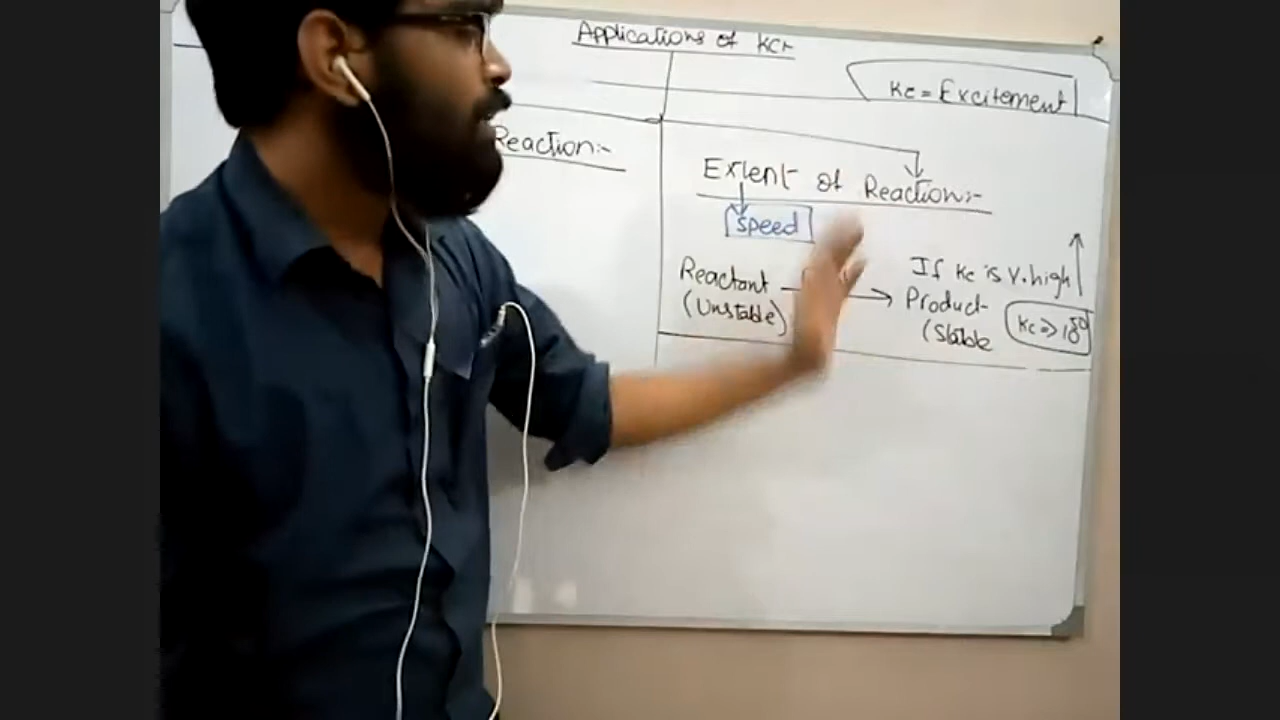 Applications of Kc:-
Kc = Excitement
Reaction:-
Extent of Reaction:-
Speed
Reactant
(Unstable)
If Kc is v.high
Product
(Stable
Kc =>